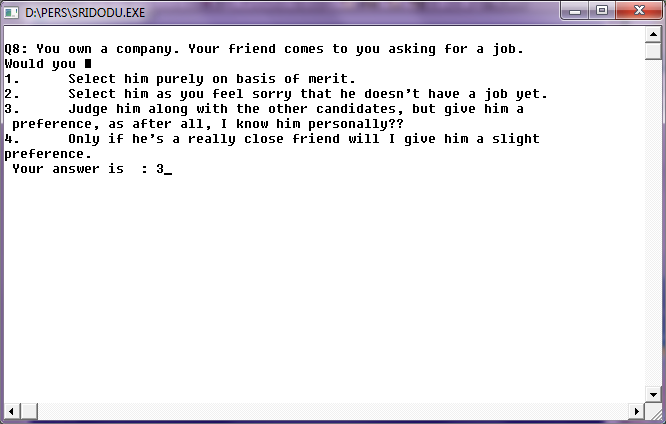 D:\PERS\SRIDODU.EXE
Q8: You own a company. Your friend comes to you asking for a job.
Would you ∎
1.      Select him purely on basis of merit.
2.      Select him as you feel sorry that he doesn't have a job yet.
3.      Judge him along with the other candidates, but give him a
 preference, as after all, I know him personally??
4.      Only if he's a really close friend will I give him a slight
preference.
 Your answer is  : 3_